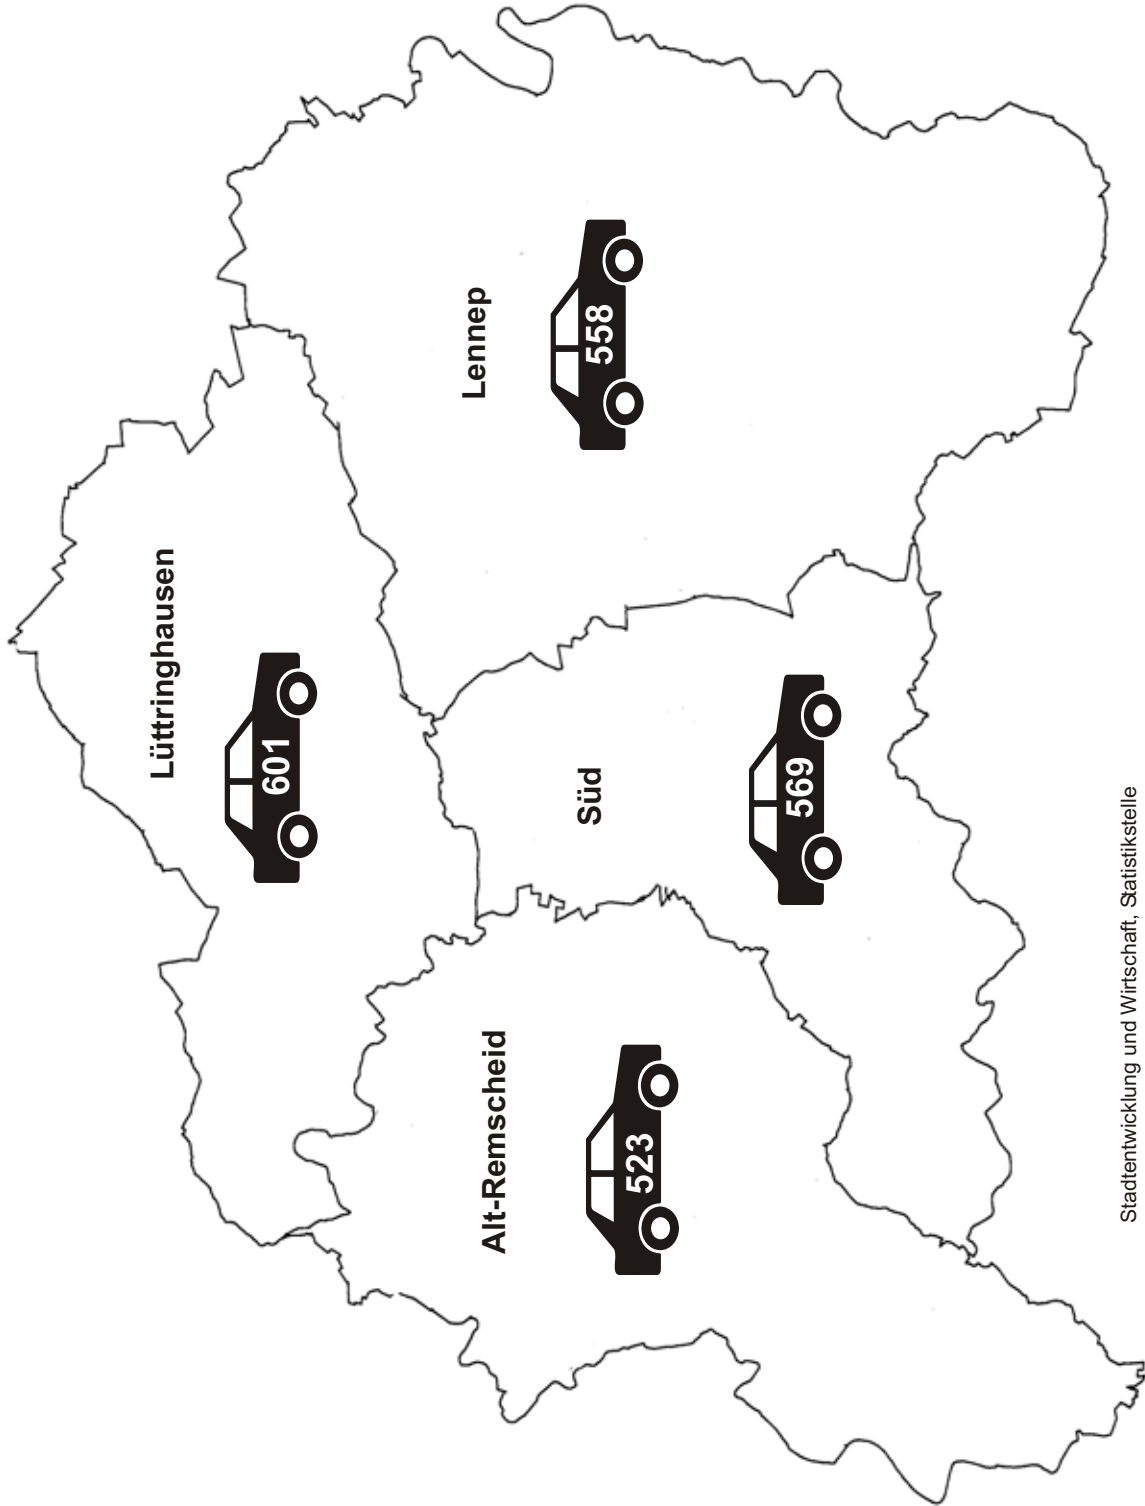 Lüttringhausen
601
Lennep
558
Alt-Remscheid
523
Süd
569
Stadtentwicklung und Wirtschaft, Statistikstelle